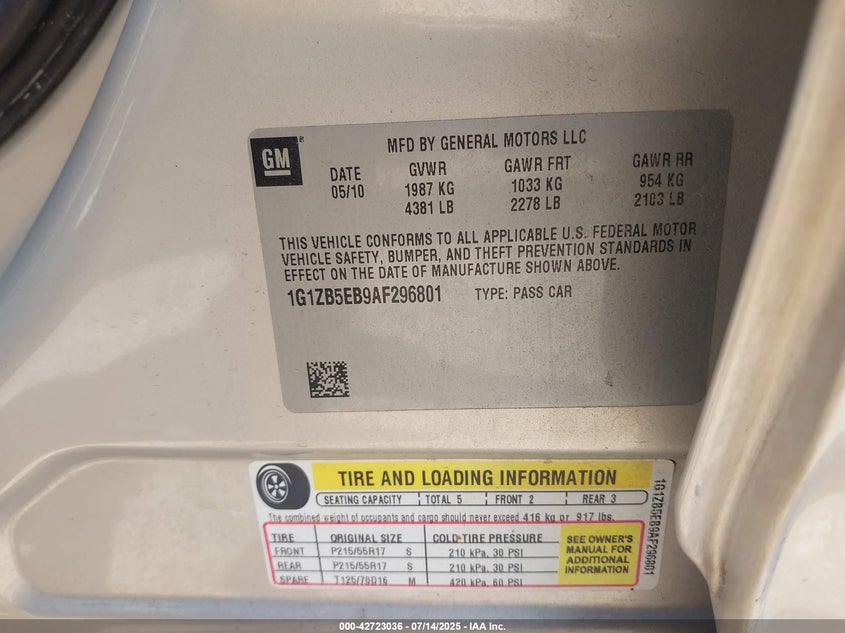 GM
MFD BY GENERAL MOTORS LLC
DATE GVWR GAWR FRT GAWR RR
05/10 1987 KG 1033 KG 954 KG
4381 LB 2278 LB 2103 LB
THIS VEHICLE CONFORMS TO ALL APPLICABLE U.S. FEDERAL MOTOR
VEHICLE SAFETY, BUMPER, AND THEFT PREVENTION STANDARDS IN
EFFECT ON THE DATE OF MANUFACTURE SHOWN ABOVE.
1G1ZB5EB9AF296801 TYPE: PASS CAR
TIRE AND LOADING INFORMATION
SEATING CAPACITY TOTAL 5 FRONT 2 REAR 3
The combined weight of occupants and cargo should never exceed 416 kg or 917 lbs.
TIRE ORIGINAL SIZE COLD TIRE PRESSURE
FRONT P215/55R17 S 210 kPa, 30 PSI
REAR P215/55R17 S 210 kPa, 30 PSI
SPARE T125/70D16 M 420 kPa, 60 PSI
SEE OWNER'S
MANUAL FOR
ADDITIONAL
INFORMATION
1G1ZB5EB9AF296801
000-42723036 - 07/14/2025 - IAA Inc.